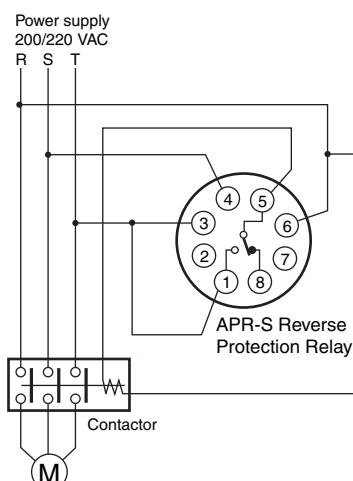 Power supply
200/220 VAC
R S T
4 5
3 6
2 7
1 8
APR-S Reverse
Protection Relay
Contactor
M